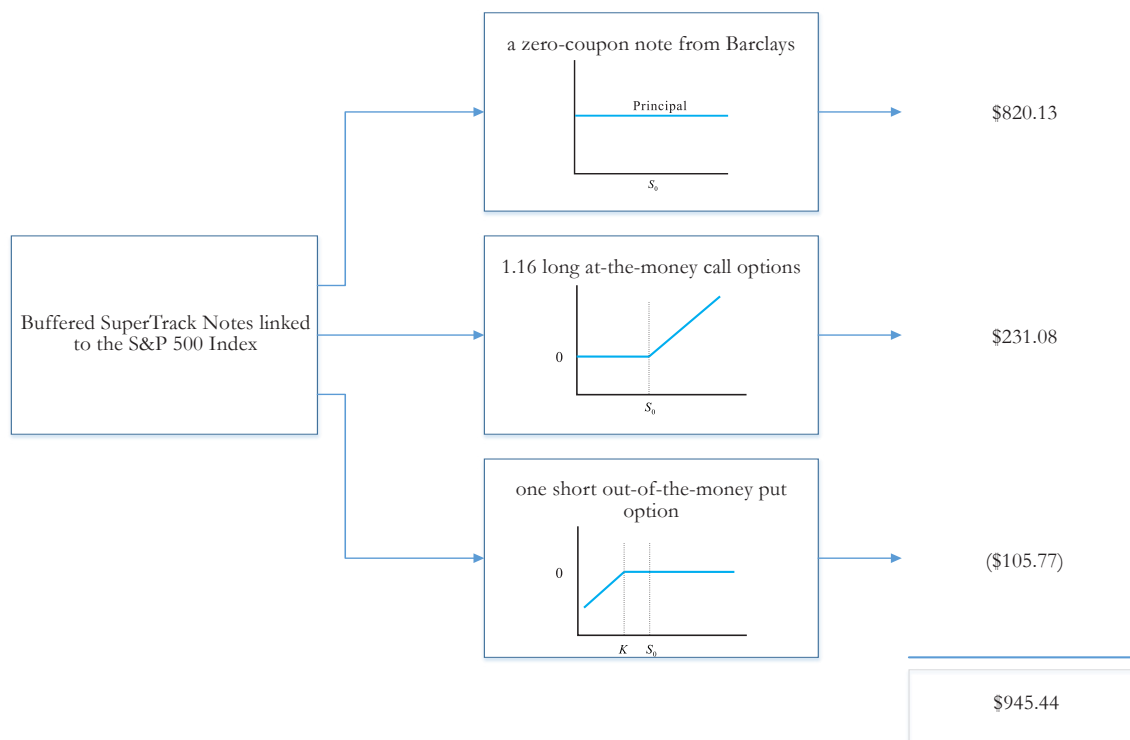 a zero-coupon note from Barclays
Principal
S₀
$820.13
Buffered SuperTrack Notes linked
to the S&P 500 Index
1.16 long at-the-money call options
0
S₀
$231.08
one short out-of-the-money put
option
0
K S₀
($105.77)
$945.44